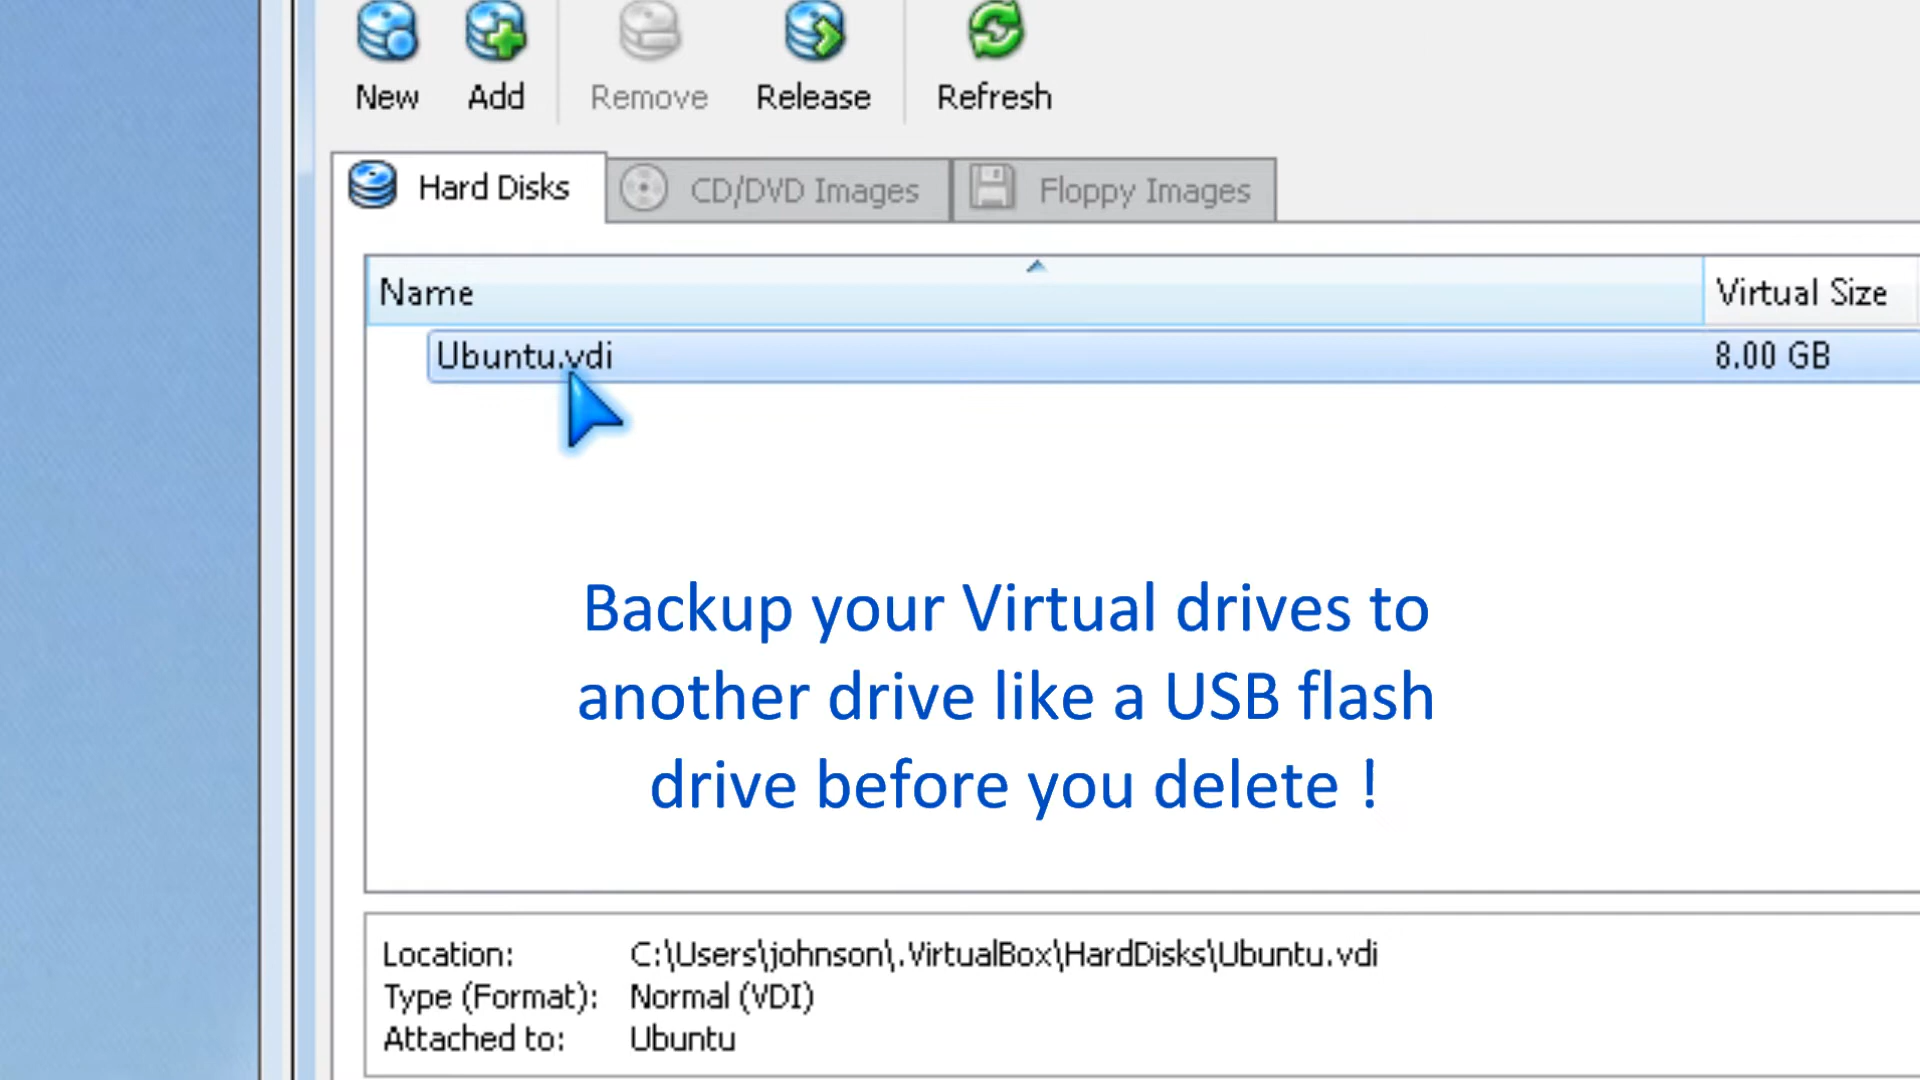 New Add Remove Release Refresh
Hard Disks CD/DVD Images Floppy Images
Name Virtual Size
Ubuntu.vdi 8.00 GB
Backup your Virtual drives to
another drive like a USB flash
drive before you delete !
Location: C:\Users\johnson\.VirtualBox\HardDisks\Ubuntu.vdi
Type (Format): Normal (VDI)
Attached to: Ubuntu